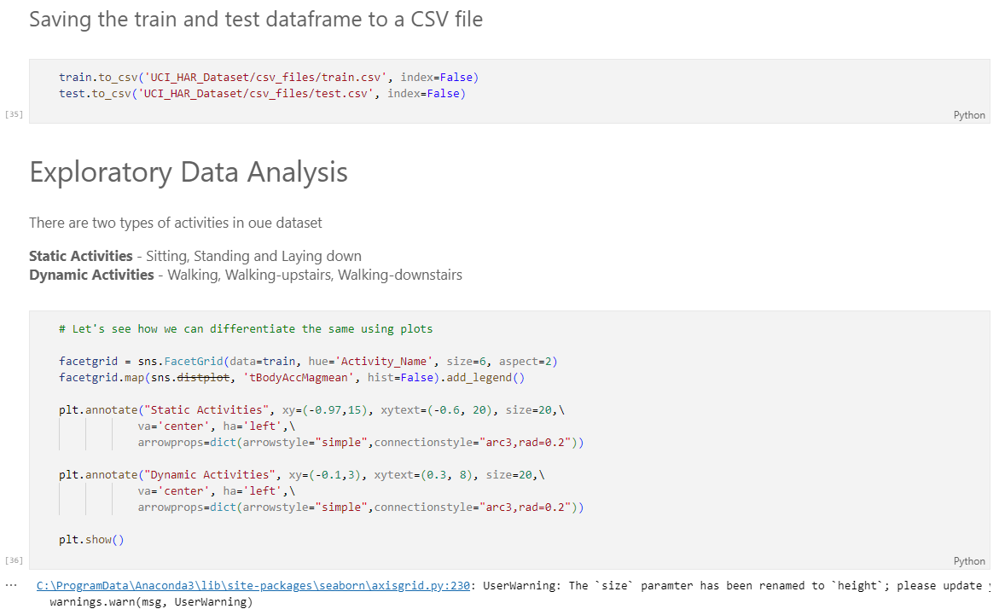 Saving the train and test dataframe to a CSV file
train.to_csv('UCI_HAR_Dataset/csv_files/train.csv', index=False)
test.to_csv('UCI_HAR_Dataset/csv_files/test.csv', index=False)
[35]
Python
Exploratory Data Analysis
There are two types of activities in oue dataset
Static Activities - Sitting, Standing and Laying down
Dynamic Activities - Walking, Walking-upstairs, Walking-downstairs
# Let's see how we can differentiate the same using plots
facetgrid = sns.FacetGrid(data=train, hue='Activity_Name', size=6, aspect=2)
facetgrid.map(sns.distplot, 'tBodyAccMagmean', hist=False).add_legend()
plt.annotate("Static Activities", xy=(-0.97,15), xytext=(-0.6, 20), size=20,\
va='center', ha='left',\
arrowprops=dict(arrowstyle="simple",connectionstyle="arc3,rad=0.2"))
plt.annotate("Dynamic Activities", xy=(-0.1,3), xytext=(0.3, 8), size=20,\
va='center', ha='left',\
arrowprops=dict(arrowstyle="simple",connectionstyle="arc3,rad=0.2"))
plt.show()
[36]
Python
... C:\ProgramData\Anaconda3\lib\site-packages\seaborn\axisgrid.py:230: UserWarning: The `size` paramter has been renamed to `height`; please update
warnings.warn(msg, UserWarning)